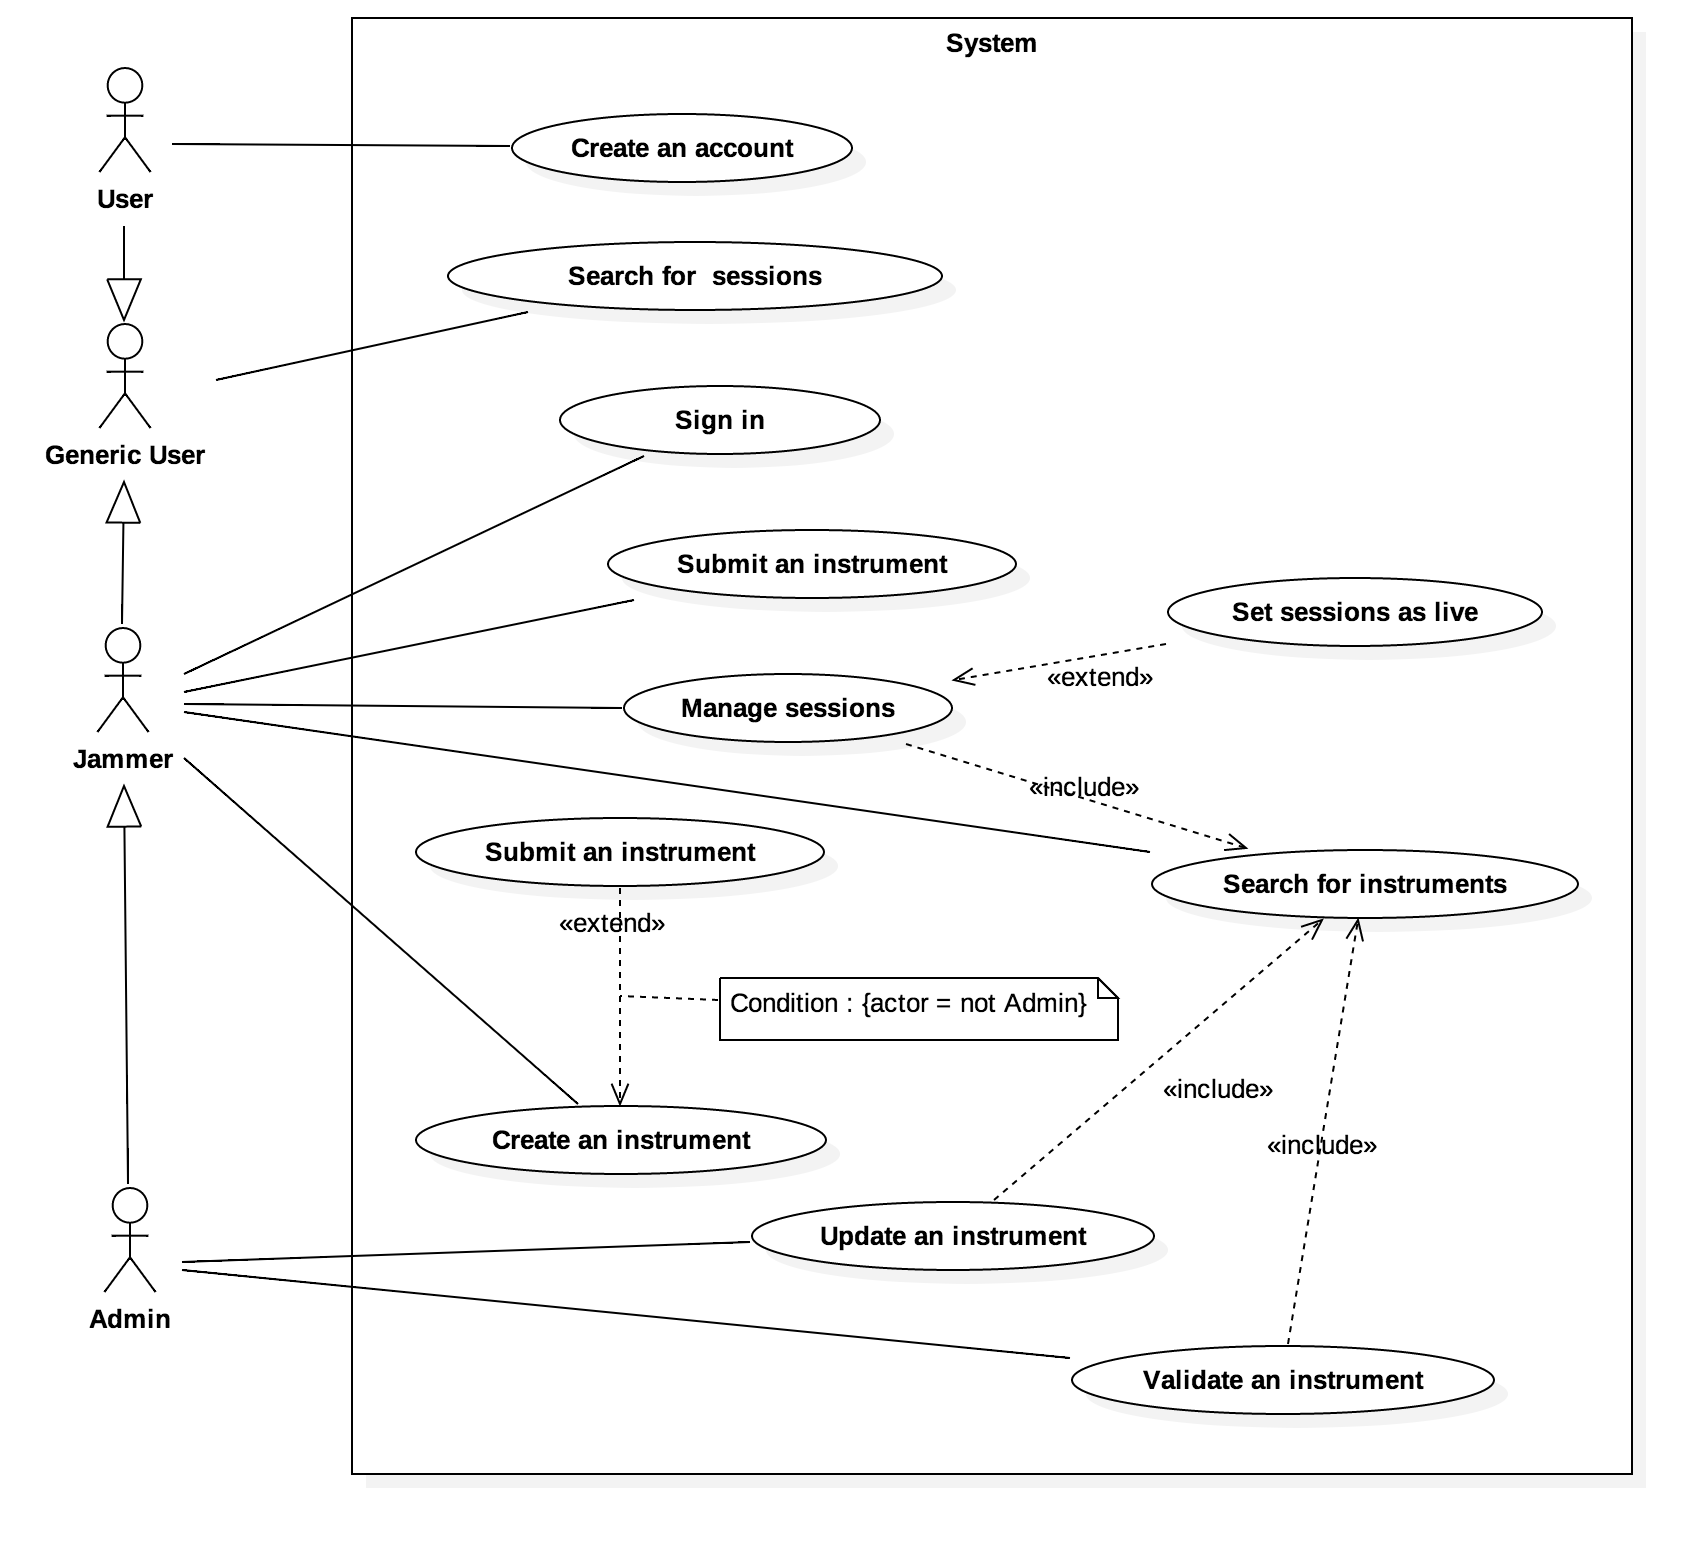 System
Create an account
User
Search for  sessions
Sign in
Generic User
Submit an instrument
Set sessions as live
«extend»
Manage sessions
Jammer
«include»
Submit an instrument
Search for instruments
«extend»
Condition : {actor = not Admin}
«include»
Create an instrument
«include»
Update an instrument
Admin
Validate an instrument